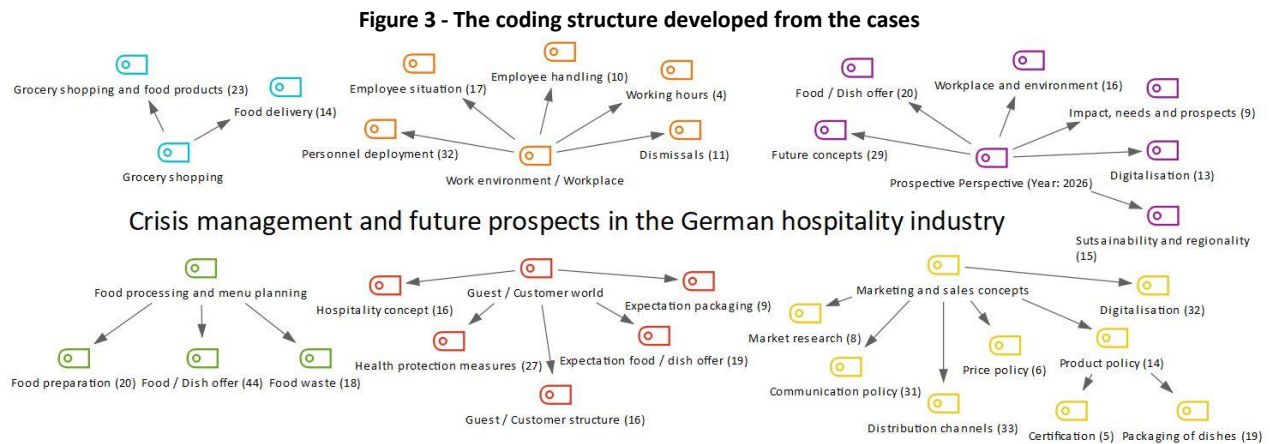 Figure 3 - The coding structure developed from the cases
Grocery shopping and food products (23)
Food delivery (14)
Grocery shopping
Employee situation (17)
Employee handling (10)
Working hours (4)
Personnel deployment (32)
Dismissals (11)
Work environment / Workplace
Food / Dish offer (20)
Workplace and environment (16)
Impact, needs and prospects (9)
Future concepts (29)
Digitalisation (13)
Prospective Perspective (Year: 2026)
Sutsainability and regionality
(15)
Crisis management and future prospects in the German hospitality industry
Food processing and menu planning
Food preparation (20)
Food / Dish offer (44)
Food waste (18)
Guest / Customer world
Hospitality concept (16)
Expectation packaging (9)
Health protection measures (27)
Expectation food / dish offer (19)
Guest / Customer structure (16)
Marketing and sales concepts
Digitalisation (32)
Market research (8)
Price policy (6)
Product policy (14)
Communication policy (31)
Distribution channels (33)
Certification (5)
Packaging of dishes (19)